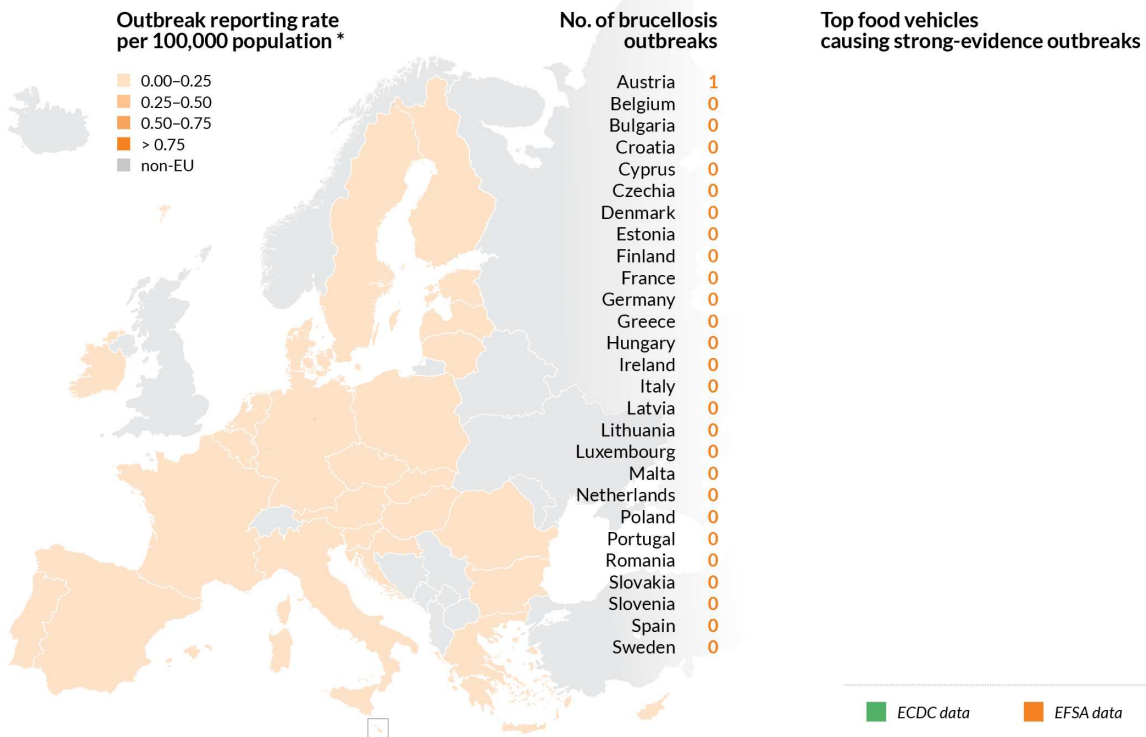 Outbreak reporting rate
per 100,000 population *
0.00–0.25
0.25–0.50
0.50–0.75
> 0.75
non-EU
No. of brucellosis
outbreaks
Austria 1
Belgium 0
Bulgaria 0
Croatia 0
Cyprus 0
Czechia 0
Denmark 0
Estonia 0
Finland 0
France 0
Germany 0
Greece 0
Hungary 0
Ireland 0
Italy 0
Latvia 0
Lithuania 0
Luxembourg 0
Malta 0
Netherlands 0
Poland 0
Portugal 0
Romania 0
Slovakia 0
Slovenia 0
Spain 0
Sweden 0
Top food vehicles
causing strong-evidence outbreaks
ECDC data
EFSA data